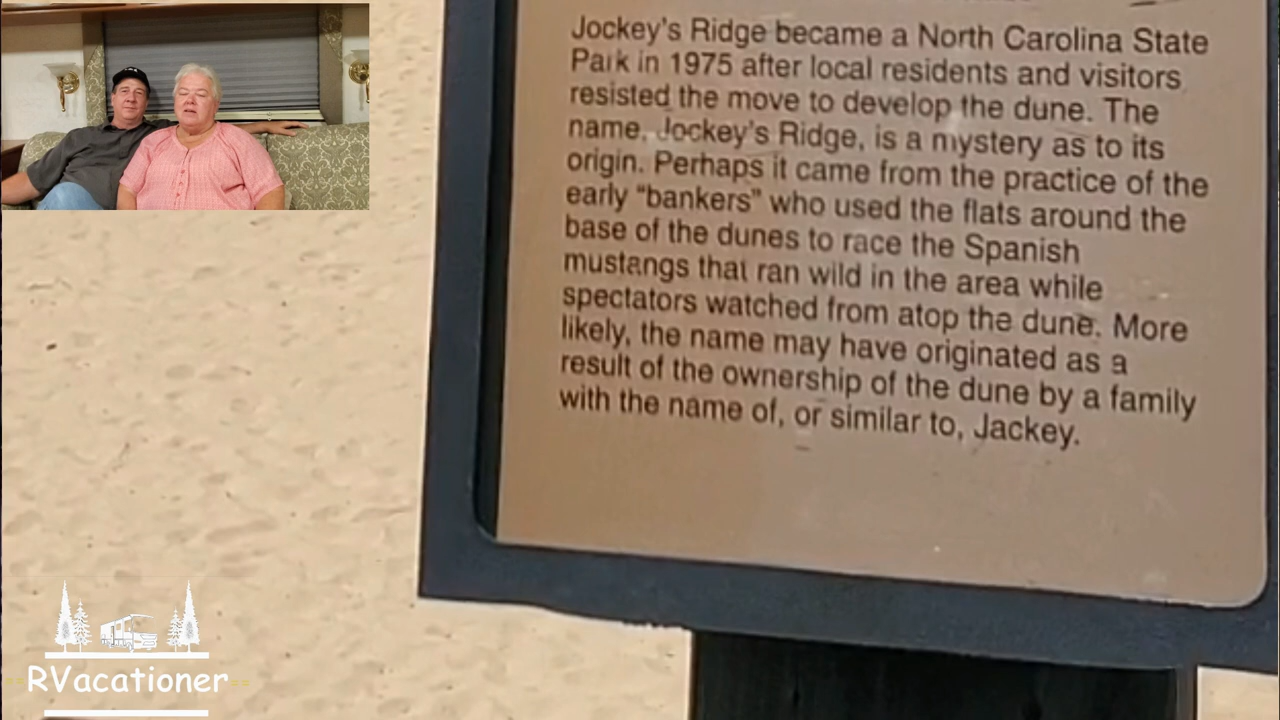 Jockey's Ridge became a North Carolina State
Park in 1975 after local residents and visitors
resisted the move to develop the dune. The
name, Jockey's Ridge, is a mystery as to its
origin. Perhaps it came from the practice of the
early “bankers” who used the flats around the
base of the dunes to race the Spanish
mustangs that ran wild in the area while
spectators watched from atop the dune. More
likely, the name may have originated as a
result of the ownership of the dune by a family
with the name of, or similar to, Jackey.
RVacationer